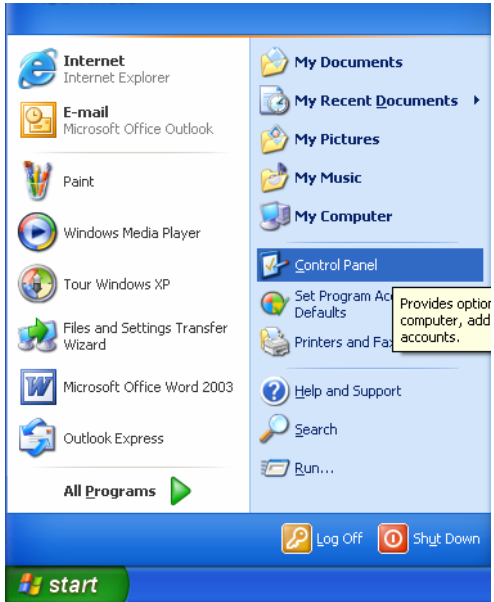 Internet
Internet Explorer
E-mail
Microsoft Office Outlook
Paint
Windows Media Player
Tour Windows XP
Files and Settings Transfer
Wizard
Microsoft Office Word 2003
Outlook Express
All Programs
My Documents
My Recent Documents
My Pictures
My Music
My Computer
Control Panel
Set Program Acc
Defaults
Printers and Fax
Provides option
computer, add
accounts.
Help and Support
Search
Run...
Log Off
Shut Down
start